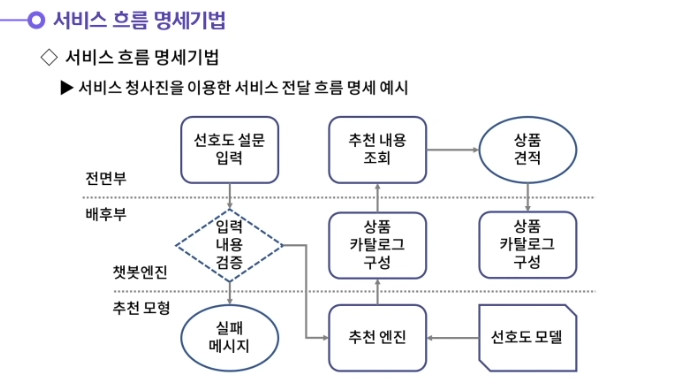 서비스 흐름 명세기법
◇ 서비스 흐름 명세기법
▶ 서비스 청사진을 이용한 서비스 전달 흐름 명세 예시
선호도 설문
입력
추천 내용
조회
상품
견적
전면부
배후부
입력
내용
검증
상품
카탈로그
구성
상품
카탈로그
구성
챗봇엔진
추천 모형
실패
메시지
추천 엔진
선호도 모델